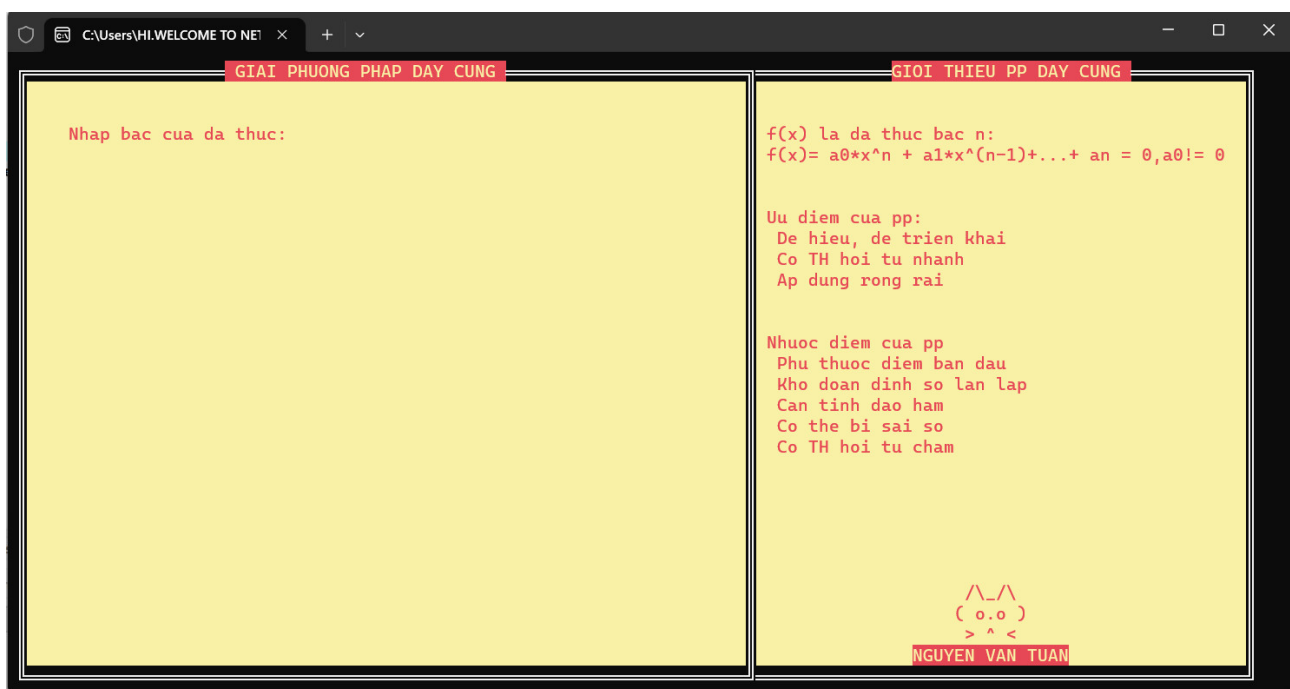 C:\Users\HI.WELCOME TO NET
GIAI PHUONG PHAP DAY CUNG
Nhap bac cua da thuc:
GIOI THIEU PP DAY CUNG
f(x) la da thuc bac n:
f(x)= a0*x^n + a1*x^(n-1)+...+ an = 0,a0!= 0
Uu diem cua pp:
De hieu, de trien khai
Co TH hoi tu nhanh
Ap dung rong rai
Nhuoc diem cua pp
Phu thuoc diem ban dau
Kho doan dinh so lan lap
Can tinh dao ham
Co the bi sai so
Co TH hoi tu cham
/\_/\
( o.o )
> ^ <
NGUYEN VAN TUAN